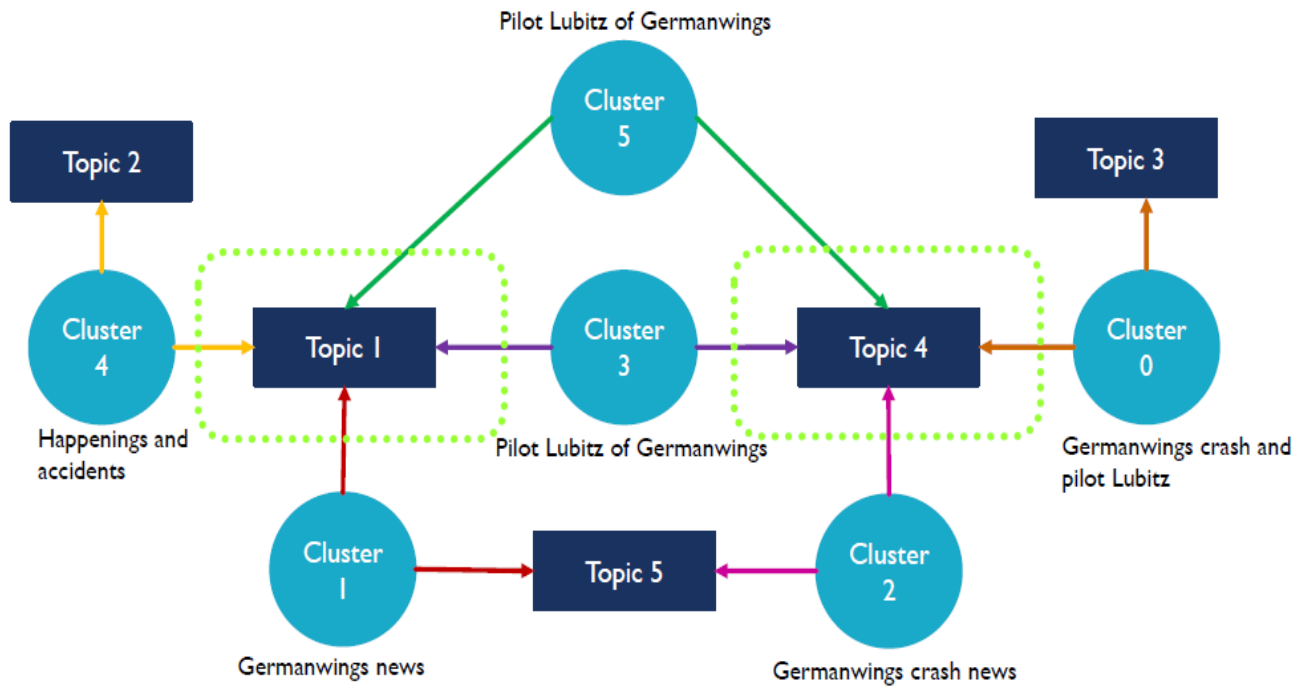 Pilot Lubitz of Germanwings
Cluster
5
Topic 2
Topic 3
Cluster
4
Topic 1
Cluster
3
Topic 4
Cluster
0
Happenings and
accidents
Pilot Lubitz of Germanwings
Germanwings crash and
pilot Lubitz
Cluster
1
Topic 5
Cluster
2
Germanwings news
Germanwings crash news